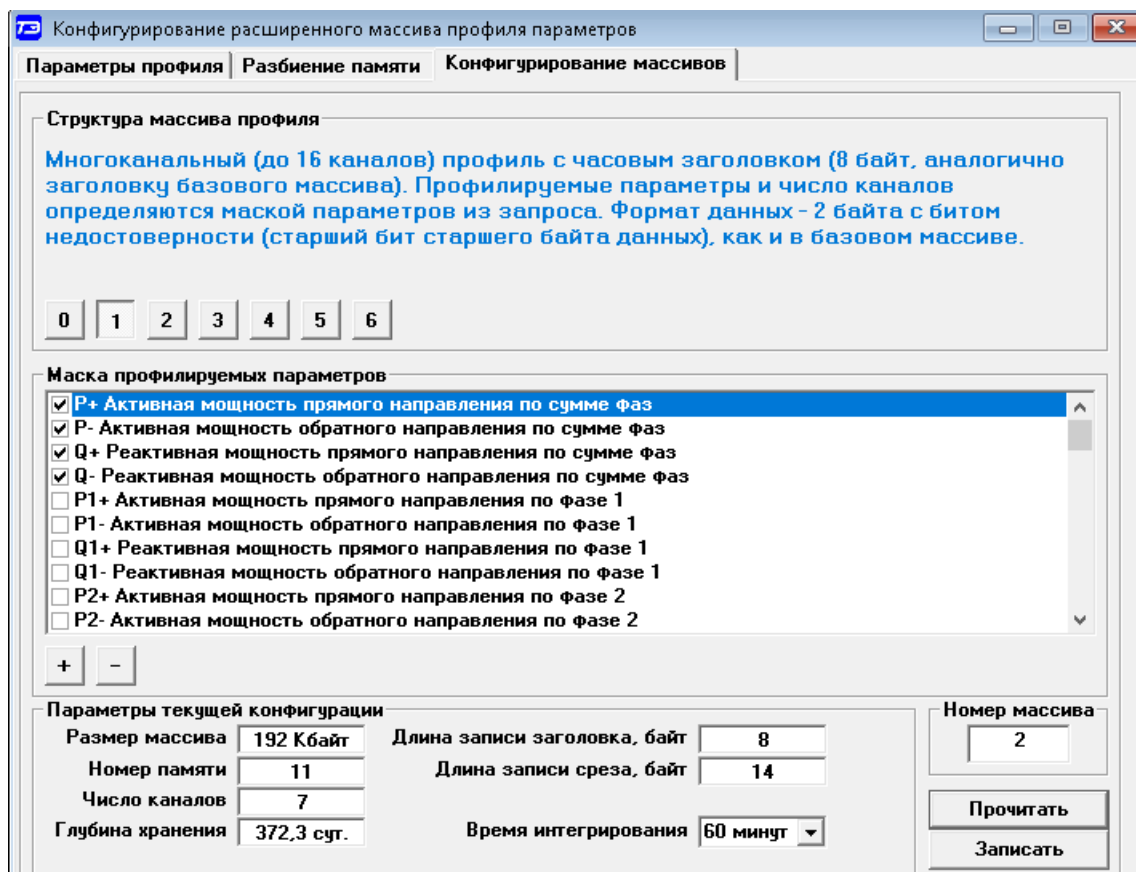 ТЭ Конфигурирование расширенного массива профиля параметров
Параметры профиля Разбиение памяти Конфигурирование массивов
Структура массива профиля
Многоканальный (до 16 каналов) профиль с часовым заголовком (8 байт, аналогично
заголовку базового массива). Профилируемые параметры и число каналов
определяются маской параметров из запроса. Формат данных - 2 байта с битом
недостоверности (старший бит старшего байта данных), как и в базовом массиве.
0 1 2 3 4 5 6
Маска профилируемых параметров
P+ Активная мощность прямого направления по сумме фаз
P- Активная мощность обратного направления по сумме фаз
Q+ Реактивная мощность прямого направления по сумме фаз
Q- Реактивная мощность обратного направления по сумме фаз
P1+ Активная мощность прямого направления по фазе 1
P1- Активная мощность обратного направления по фазе 1
Q1+ Реактивная мощность прямого направления по фазе 1
Q1- Реактивная мощность обратного направления по фазе 1
P2+ Активная мощность прямого направления по фазе 2
P2- Активная мощность обратного направления по фазе 2
+ -
Параметры текущей конфигурации
Размер массива 192 Кбайт Длина записи заголовка, байт 8
Номер памяти 11 Длина записи среза, байт 14
Число каналов 7
Глубина хранения 372,3 сут. Время интегрирования 60 минут
Номер массива
2
Прочитать
Записать